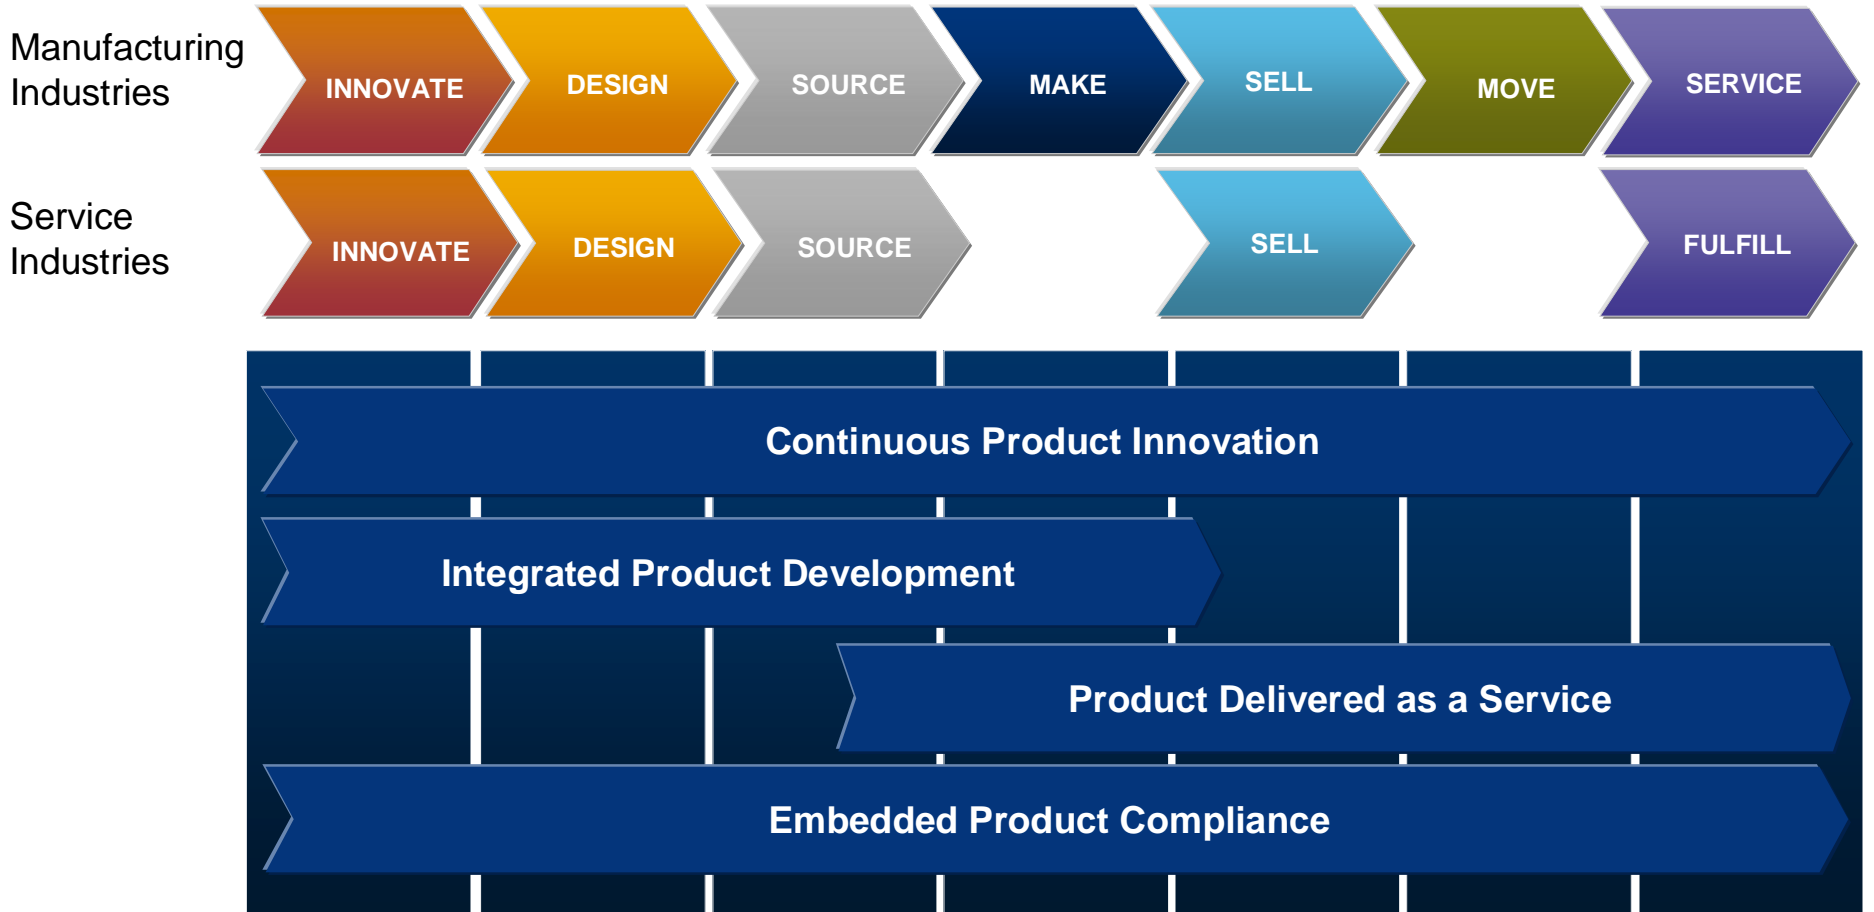 Manufacturing
Industries
INNOVATE
DESIGN
SOURCE
MAKE
SELL
MOVE
SERVICE
Service
Industries
INNOVATE
DESIGN
SOURCE
SELL
FULFILL
Continuous Product Innovation
Integrated Product Development
Product Delivered as a Service
Embedded Product Compliance